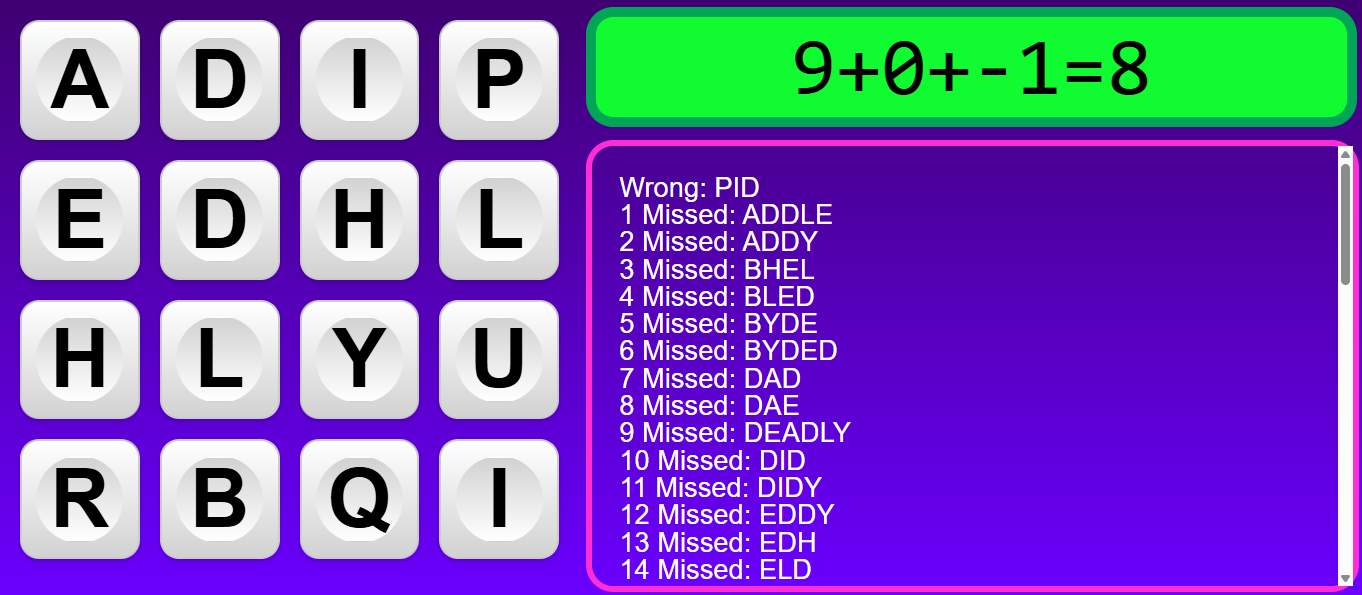 A D I P
E D H L
H L Y U
R B Q I
9+0+-1=8
Wrong: PID
1 Missed: ADDLE
2 Missed: ADDY
3 Missed: BHEL
4 Missed: BLED
5 Missed: BYDE
6 Missed: BYDED
7 Missed: DAD
8 Missed: DAE
9 Missed: DEADLY
10 Missed: DID
11 Missed: DIDY
12 Missed: EDDY
13 Missed: EDH
14 Missed: ELD